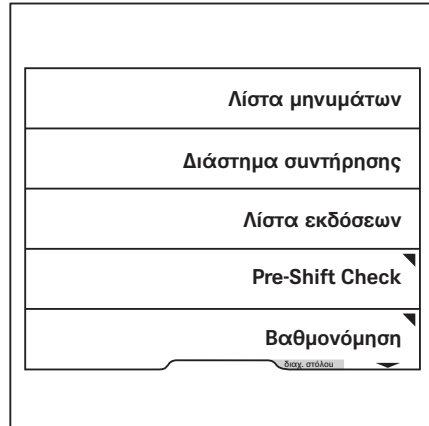 Λίστα μηνυμάτων
Διάστημα συντήρησης
Λίστα εκδόσεων
Pre-Shift Check
Βαθμονόμηση
διαχ. στόλου